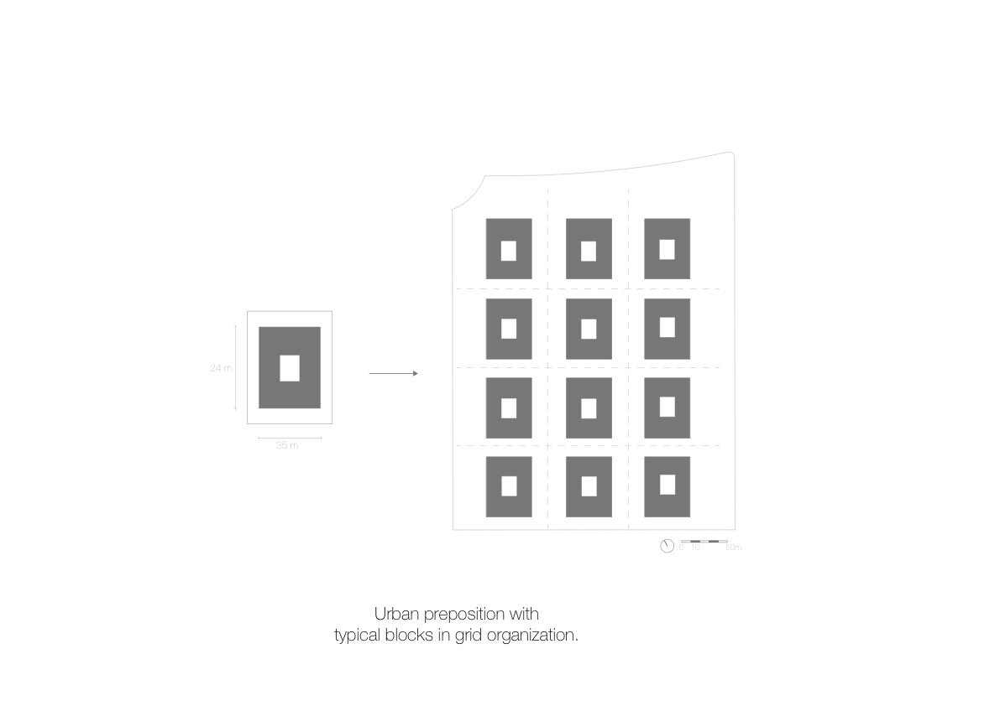 24 m
35 m
0 10 50m
Urban preposition with
typical blocks in grid organization.